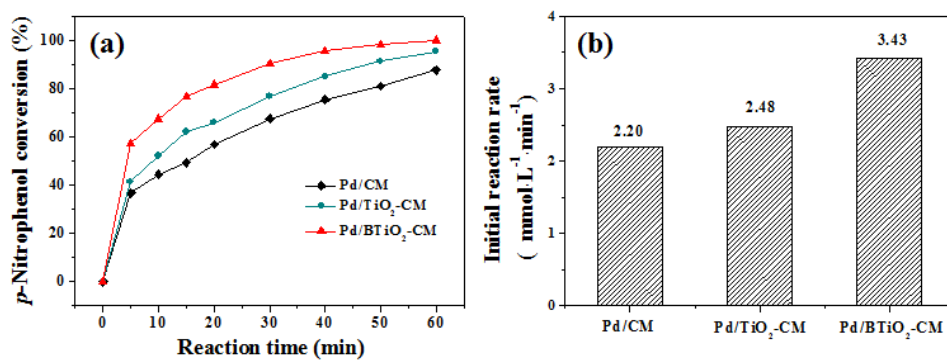 (a)
p-Nitrophenol conversion (%)
100
80
60
40
20
0
Pd/CM
Pd/TiO2-CM
Pd/BTiO2-CM
0 10 20 30 40 50 60
Reaction time (min)
(b)
Initial reaction rate
( mmol·L-1·min-1)
4
3
2
1
0
2.20
2.48
3.43
Pd/CM Pd/TiO2-CM Pd/BTiO2-CM